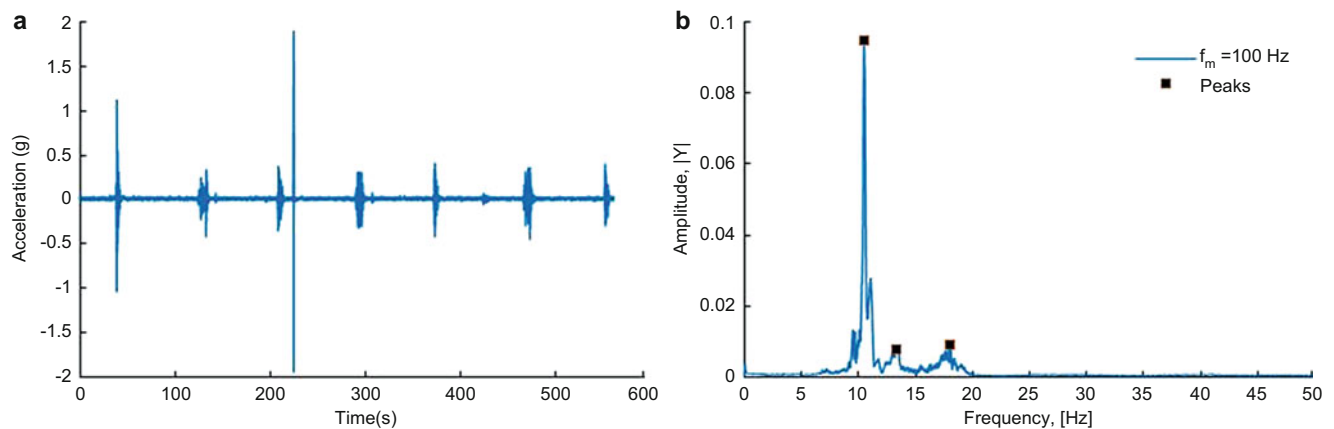 a
2
1.5
1
0.5
0
-0.5
-1
-1.5
-2
Acceleration (g)
0 100 200 300 400 500 600
Time(s)
b
0.1
0.08
0.06
0.04
0.02
0
Amplitude, |Y|
f_m =100 Hz
Peaks
0 5 10 15 20 25 30 35 40 45 50
Frequency, [Hz]